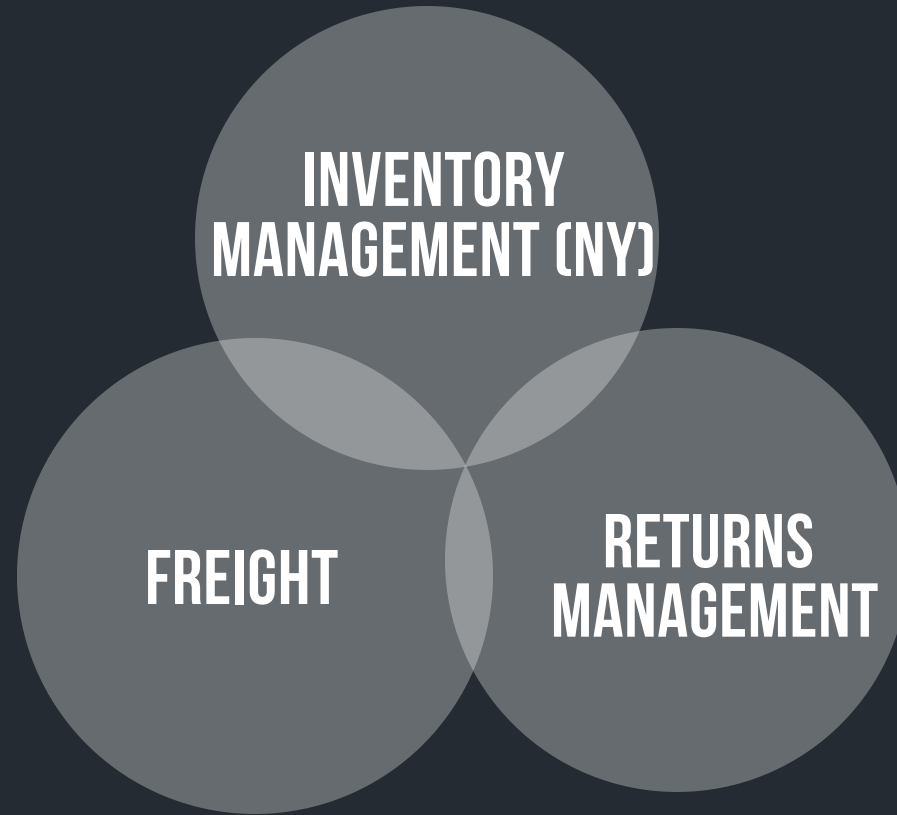 INVENTORY
MANAGEMENT (NY)
FREIGHT
RETURNS
MANAGEMENT